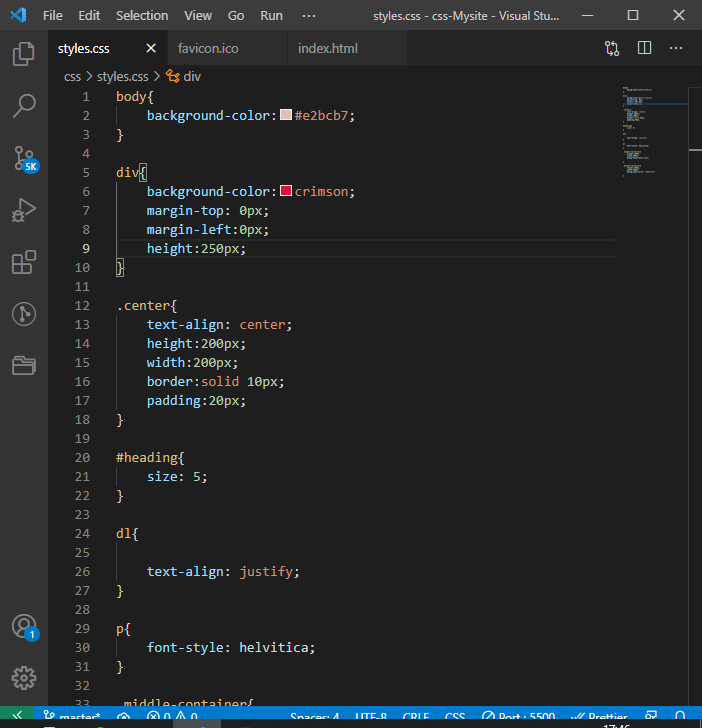 File Edit Selection View Go Run ··· styles.css - css-Mysite - Visual Stu...
styles.css favicon.ico index.html
css > styles.css > div
1 body{
2 background-color: #e2bcb7;
3 }
4
5 div{
6 background-color: crimson;
7 margin-top: 0px;
8 margin-left:0px;
9 height:250px;
10 }
11
12 .center{
13 text-align: center;
14 height:200px;
15 width:200px;
16 border:solid 10px;
17 padding:20px;
18 }
19
20 #heading{
21 size: 5;
22 }
23
24 dl{
25
26 text-align: justify;
27 }
28
29 p{
30 font-style: helvitica;
31 }
32
33 .middle-container{
5K
1
master* 0 0 Spaces: 4 UTF-8 CRLF CSS Port : 5500 Prettier